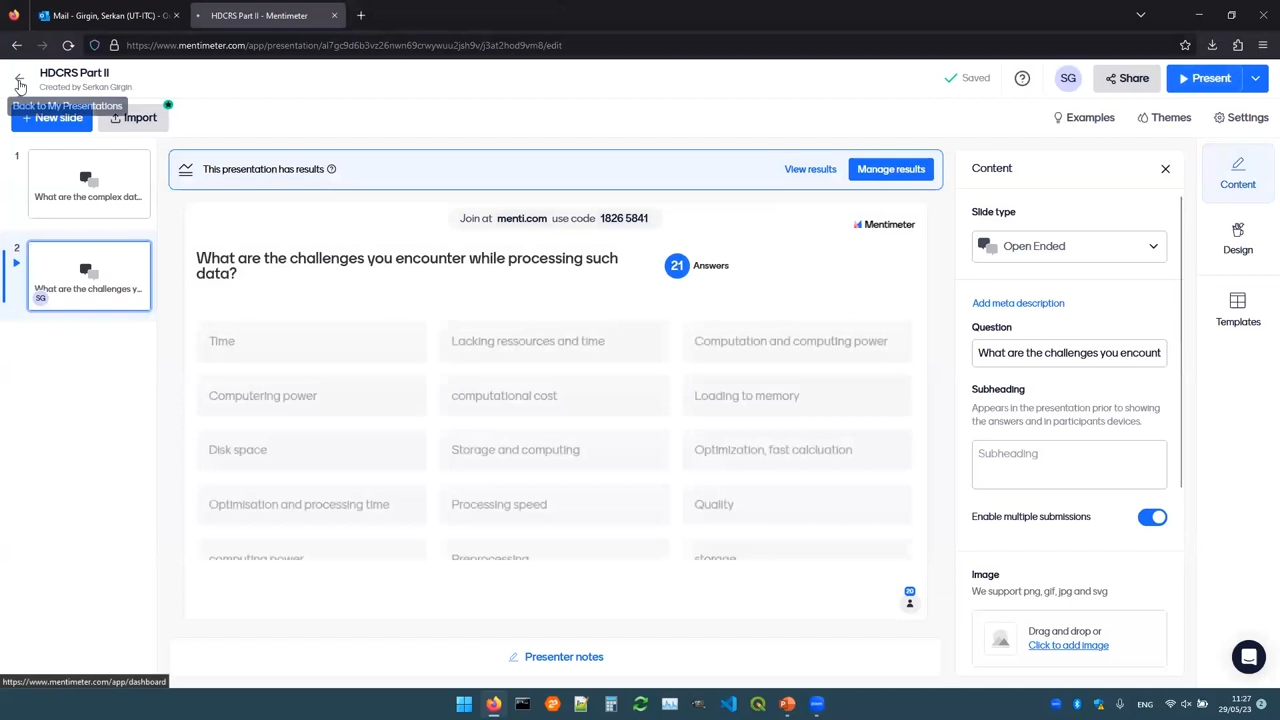 Mail - Girgin, Serkan (UT-ITC) - O
HDCRS Part II - Mentimeter
https://www.mentimeter.com/app/presentation/al7gc9d6b3vz26nwn69crwywuu2jsh9v/j3at2hod9vm8/edit
HDCRS Part II
Created by Serkan Girgin
Saved
SG
Share
Present
Back to My Presentations
New slide
Import
Examples
Themes
Settings
1
What are the complex dat...
2
What are the challenges y...
SG
This presentation has results
View results
Manage results
Join at menti.com use code 1826 5841
Mentimeter
What are the challenges you encounter while processing such
data?
21 Answers
Time
Lacking ressources and time
Computation and computing power
Computering power
computational cost
Loading to memory
Disk space
Storage and computing
Optimization, fast calcluation
Optimisation and processing time
Processing speed
Quality
computing power
Preprocessing
storage
20
Presenter notes
Content
Slide type
Open Ended
Add meta description
Question
What are the challenges you encount
Subheading
Appears in the presentation prior to showing
the answers and in participants devices.
Subheading
Enable multiple submissions
Image
We support png, gif, jpg and svg
Drag and drop or
Click to add image
Content
Design
Templates
https://www.mentimeter.com/app/dashboard
ENG
11:27
29/05/23